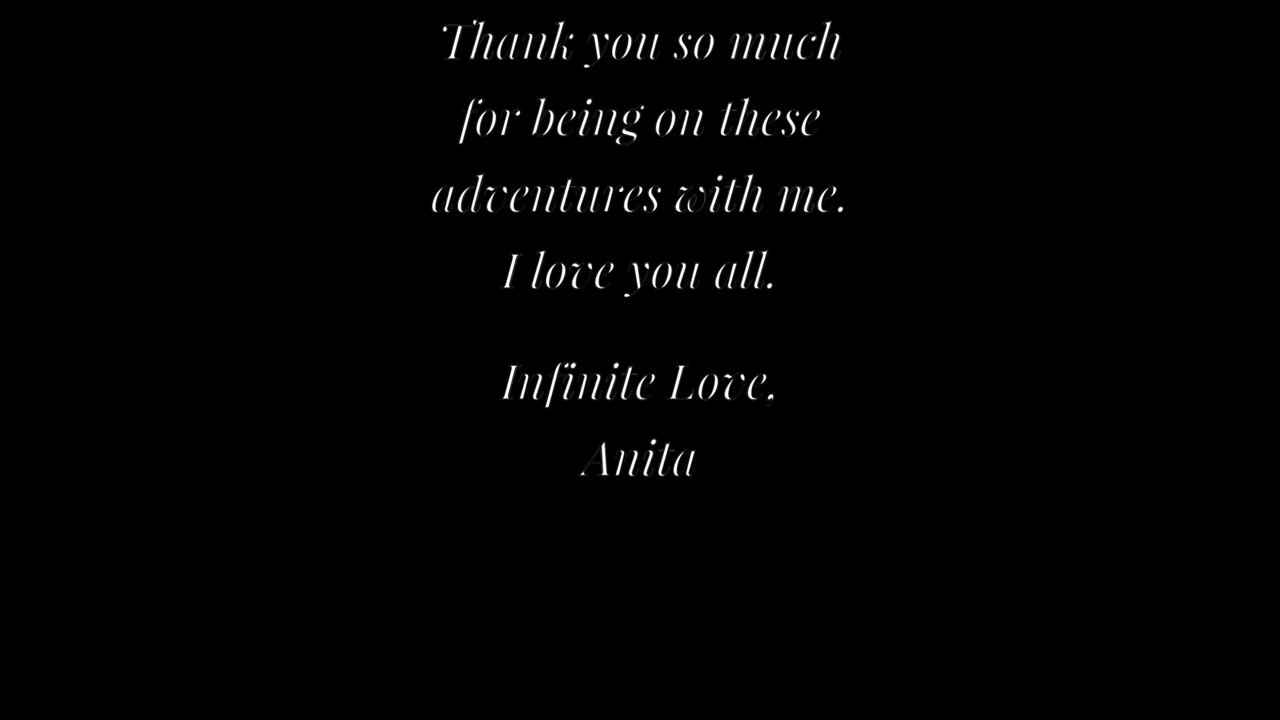 Thank you so much
for being on these
adventures with me.
I love you all.
Infinite Love,
Anita